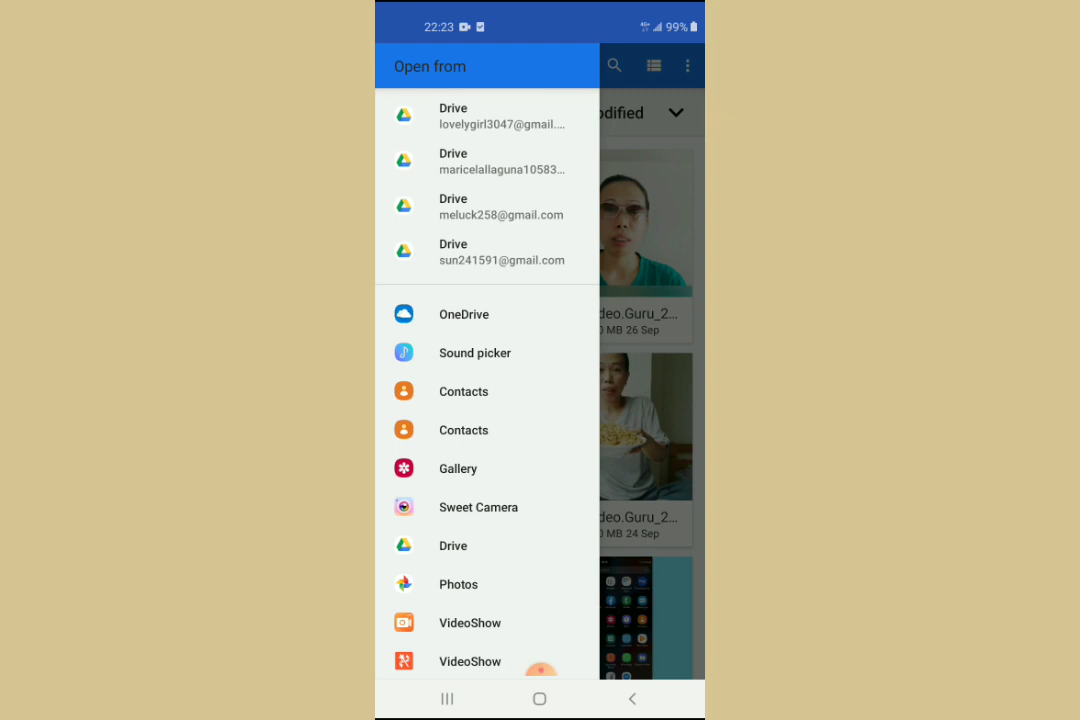 22:23 99%
Open from
odified
Drive
lovelygirl3047@gmail....
Drive
maricelallaguna10583...
Drive
meluck258@gmail.com
Drive
sun241591@gmail.com
OneDrive
Sound picker
Contacts
Contacts
Gallery
Sweet Camera
Drive
Photos
VideoShow
VideoShow
deo.Guru_2...
0 MB 26 Sep
deo.Guru_2...
0 MB 24 Sep